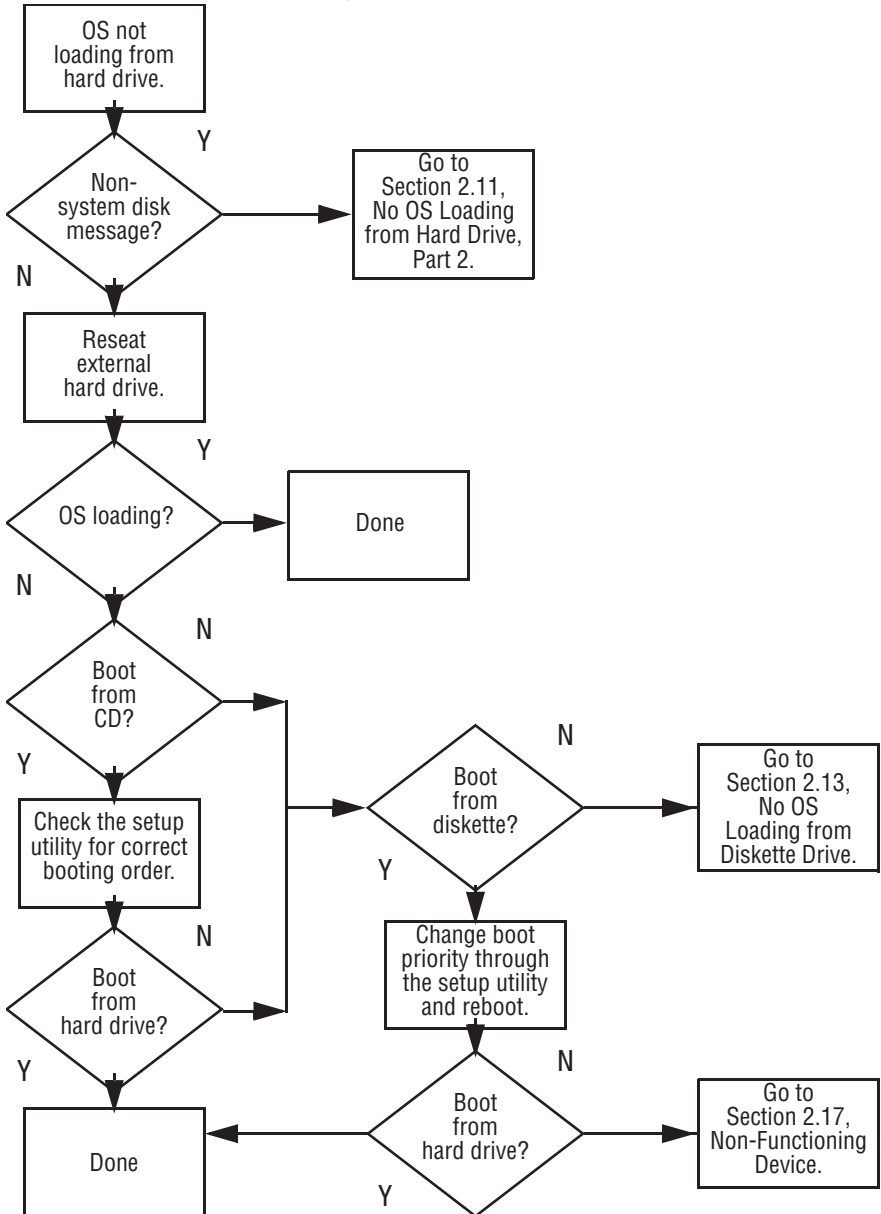 OS not
loading from
hard drive.
Y
Non-
system disk
message?
Go to
Section 2.11,
No OS Loading
from Hard Drive,
Part 2.
N
Reseat
external
hard drive.
Y
OS loading?
Done
N
N
Boot
from
CD?
Y
Check the setup
utility for correct
booting order.
N
Boot
from
hard drive?
Y
Done
N
Boot
from
diskette?
Go to
Section 2.13,
No OS
Loading from
Diskette Drive.
Y
Change boot
priority through
the setup utility
and reboot.
N
Boot
from
hard drive?
Go to
Section 2.17,
Non-Functioning
Device.
Y